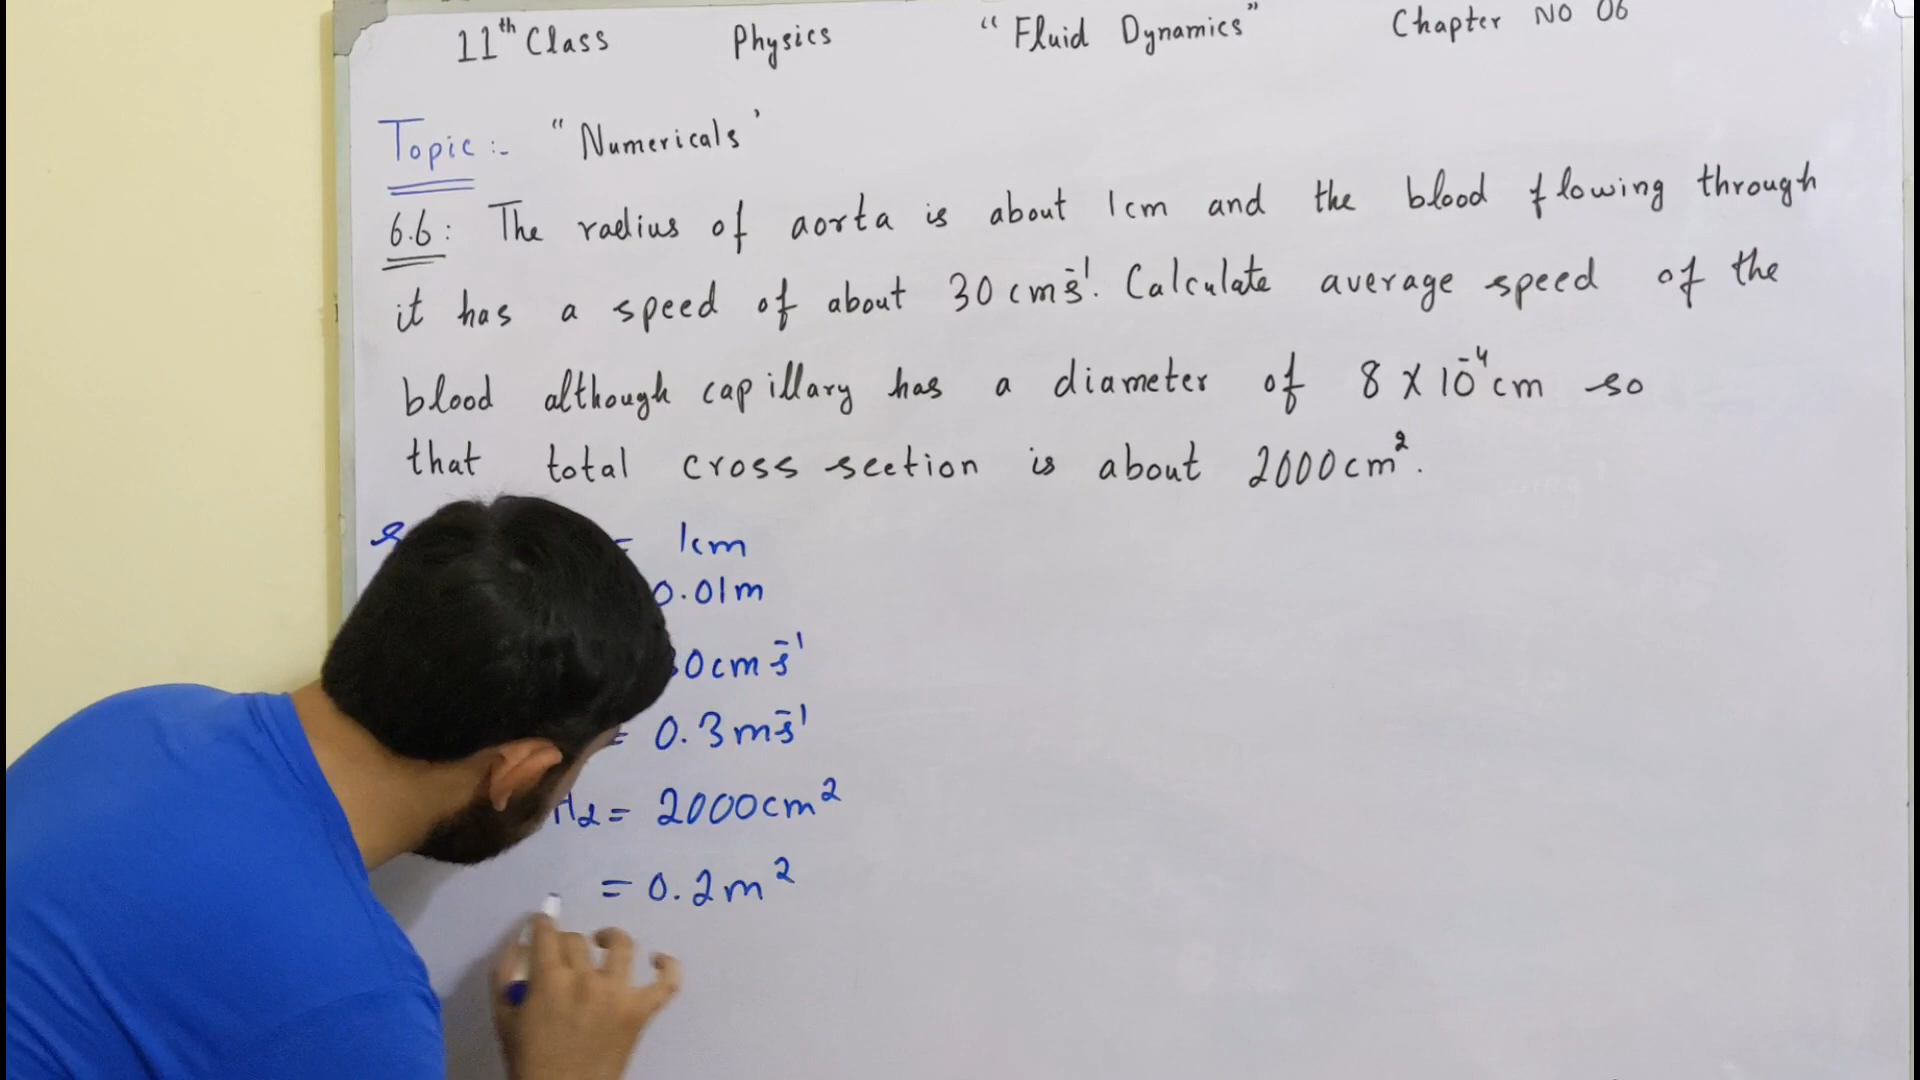 11th Class Physics "Fluid Dynamics" Chapter NO 06
Topic:- "Numericals'
6.6: The radius of aorta is about 1cm and the blood flowing through
it has a speed of about 30 cms⁻¹. Calculate average speed of the
blood although capillary has a diameter of 8 X 10⁻⁴cm so
that total cross section is about 2000cm².
= 1cm
0.01m
0cms⁻¹
= 0.3ms⁻¹
A2 = 2000cm²
= 0.2m²